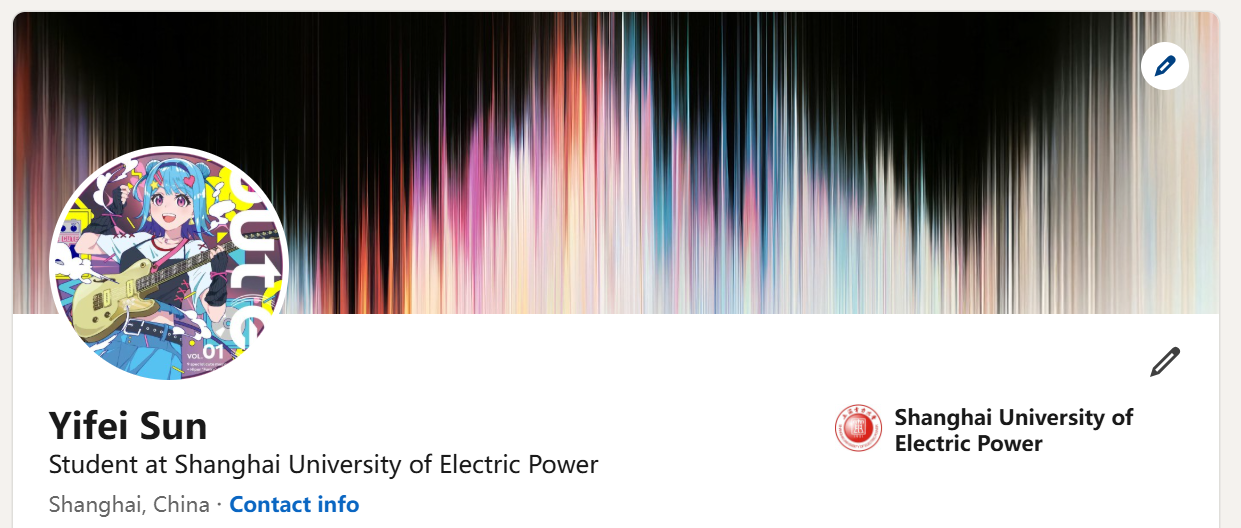 out
VOL.01
Yifei Sun
Student at Shanghai University of Electric Power
Shanghai, China · Contact info
Shanghai University of
Electric Power